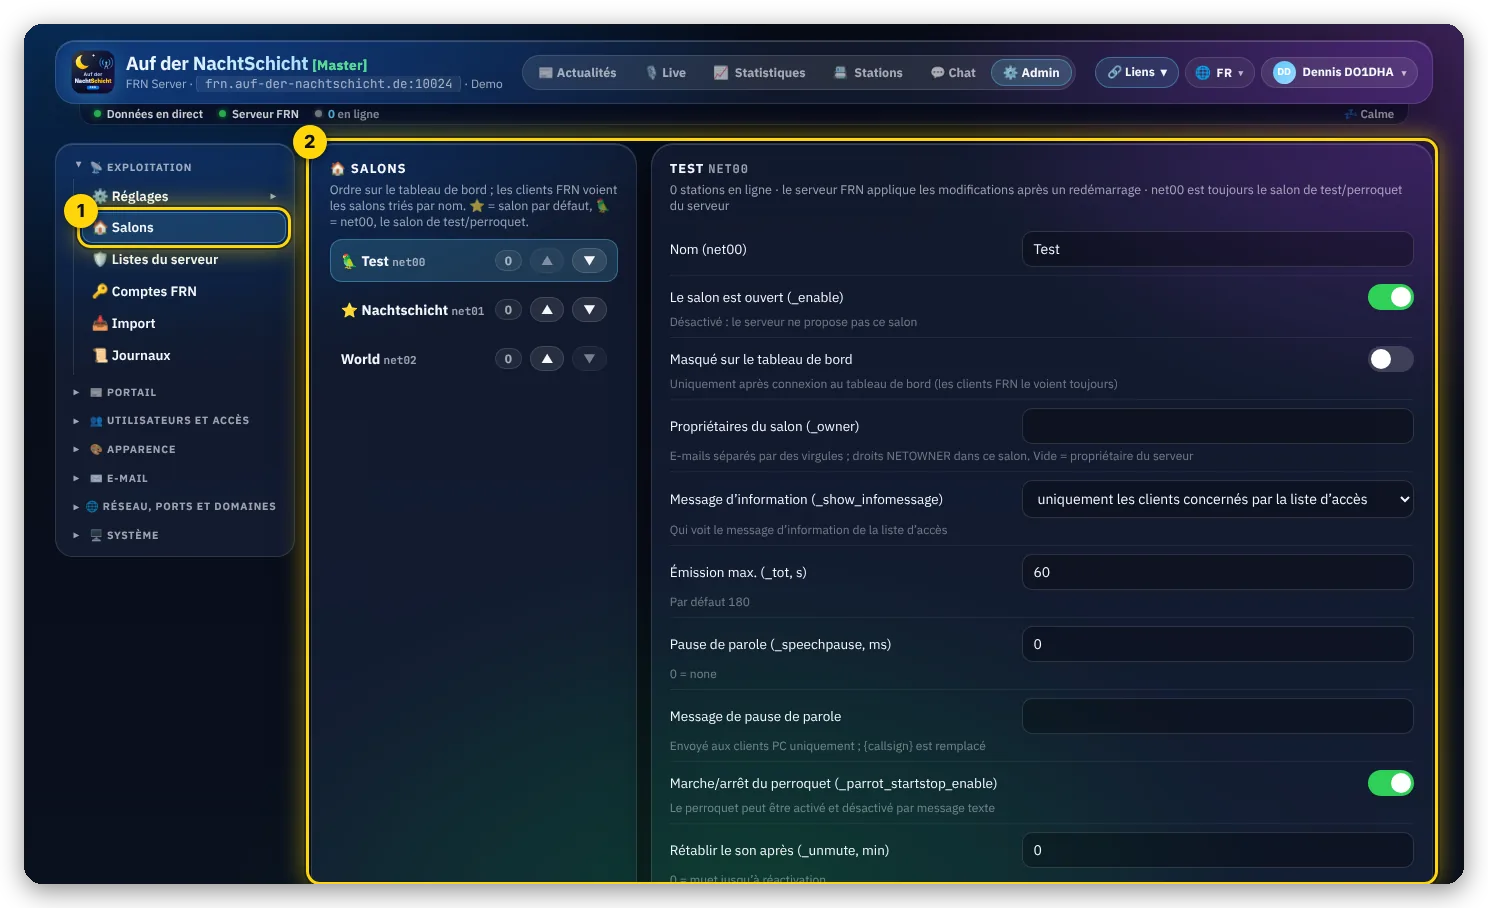 Auf der NachtSchicht [Master]
FRN Server · frn.auf-der-nachtschicht.de:10024 · Demo
Actualités
Live
Statistiques
Stations
Chat
Admin
Liens ▾
FR ▾
DD Dennis DO1DHA ▾
Données en direct
Serveur FRN
0 en ligne
Calme
EXPLOITATION
Réglages
1
Salons
Listes du serveur
Comptes FRN
Import
Journaux
PORTAIL
UTILISATEURS ET ACCÈS
APPARENCE
E-MAIL
RÉSEAU, PORTS ET DOMAINES
SYSTÈME
2
SALONS
Ordre sur le tableau de bord ; les clients FRN voient
les salons triés par nom. ⭐ = salon par défaut, 🦜
= net00, le salon de test/perroquet.
Test net00 0 ▲ ▼
Nachtschicht net01 0 ▲ ▼
World net02 0 ▲ ▼
TEST NET00
0 stations en ligne · le serveur FRN applique les modifications après un redémarrage · net00 est toujours le salon de test/perroquet
du serveur
Nom (net00) Test
Le salon est ouvert (_enable)
Désactivé : le serveur ne propose pas ce salon
Masqué sur le tableau de bord
Uniquement après connexion au tableau de bord (les clients FRN le voient toujours)
Propriétaires du salon (_owner)
E-mails séparés par des virgules ; droits NETOWNER dans ce salon. Vide = propriétaire du serveur
Message d’information (_show_infomessage) uniquement les clients concernés par la liste d’accès
Qui voit le message d’information de la liste d’accès
Émission max. (_tot, s) 60
Par défaut 180
Pause de parole (_speechpause, ms) 0
0 = none
Message de pause de parole
Envoyé aux clients PC uniquement ; {callsign} est remplacé
Marche/arrêt du perroquet (_parrot_startstop_enable)
Le perroquet peut être activé et désactivé par message texte
Rétablir le son après (_unmute, min) 0
0 = muet jusqu’à réactivation